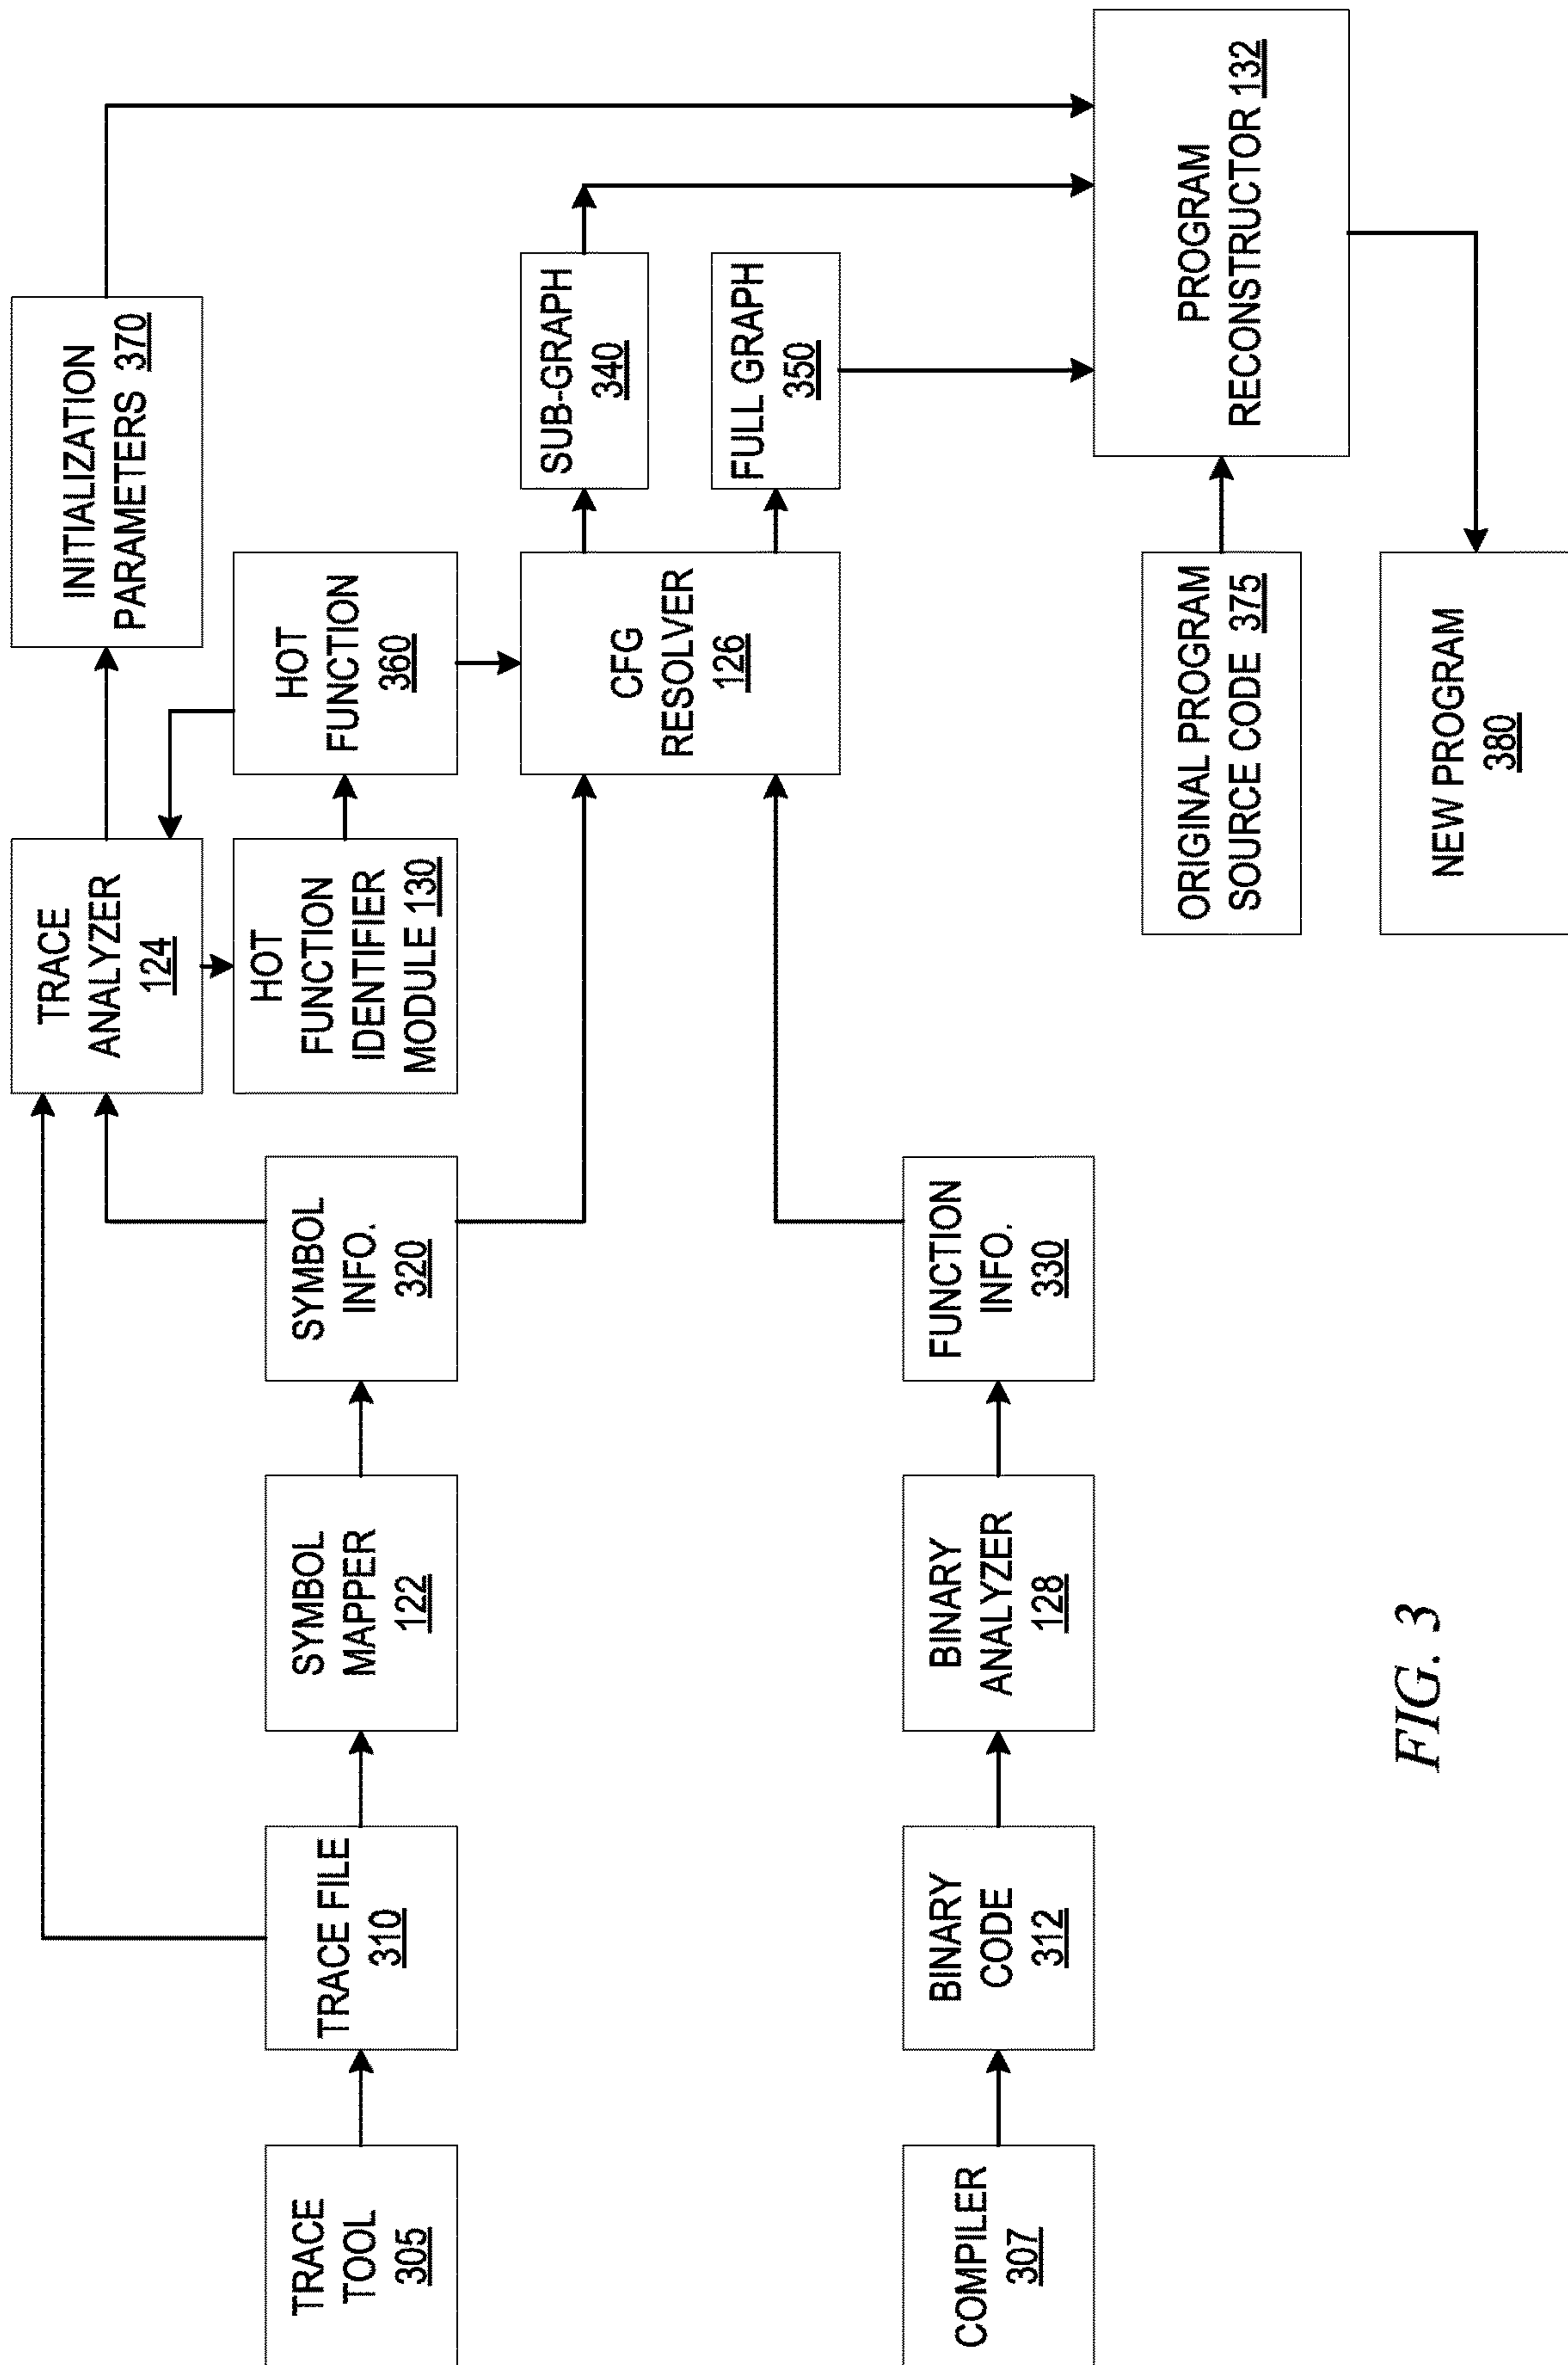 TRACE
TOOL
305
TRACE FILE
310
SYMBOL
MAPPER
122
SYMBOL
INFO.
320
TRACE
ANALYZER
124
HOT
FUNCTION
IDENTIFIER
MODULE 130
HOT
FUNCTION
360
INITIALIZATION
PARAMETERS 370
COMPILER
307
BINARY
CODE
312
BINARY
ANALYZER
128
FUNCTION
INFO.
330
CFG
RESOLVER
126
SUB-GRAPH
340
FULL GRAPH
350
PROGRAM
RECONSTRUCTOR 132
ORIGINAL PROGRAM
SOURCE CODE 375
NEW PROGRAM
380
FIG. 3